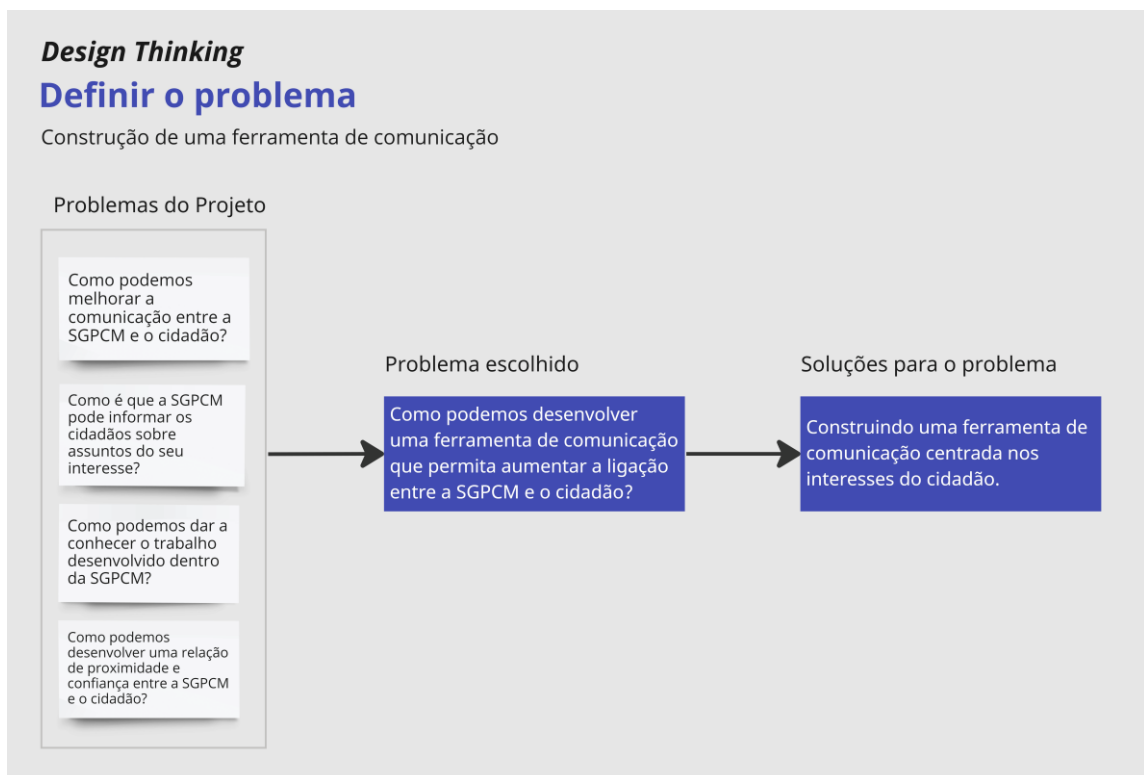 Design Thinking
Definir o problema
Construção de uma ferramenta de comunicação
Problemas do Projeto
Como podemos
melhorar a
comunicação entre a
SGPCM e o cidadão?
Como é que a SGPCM
pode informar os
cidadãos sobre
assuntos do seu
interesse?
Como podemos dar a
conhecer o trabalho
desenvolvido dentro
da SGPCM?
Como podemos
desenvolver uma relação
de proximidade e
confiança entre a SGPCM
e o cidadão?
Problema escolhido
Como podemos desenvolver
uma ferramenta de comunicação
que permita aumentar a ligação
entre a SGPCM e o cidadão?
Soluções para o problema
Construindo uma ferramenta de
comunicação centrada nos
interesses do cidadão.